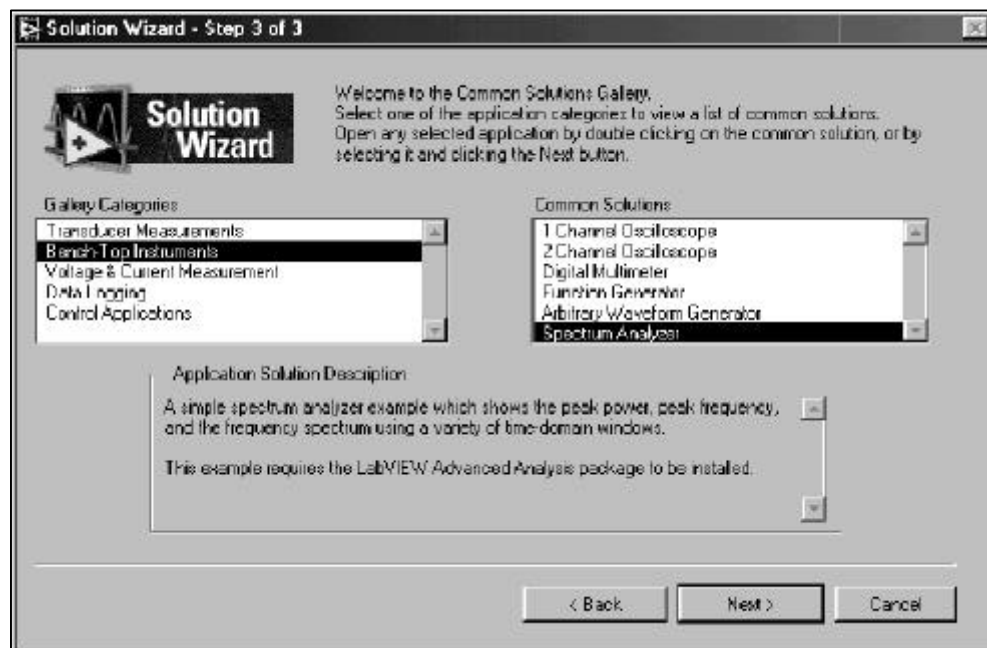 Solution Wizard - Step 3 of 3
Solution
Wizard
Welcome to the Common Solutions Gallery.
Select one of the application categories to view a list of common solutions.
Open any selected application by double clicking on the common solution, or by
selecting it and clicking the Next button.
Gallery Categories
Transducer Measurements
Bench-Top Instruments
Voltage & Current Measurement
Data Logging
Control Applications
Common Solutions
1 Channel Oscilloscope
2 Channel Oscilloscope
Digital Multimeter
Function Generator
Arbitrary Waveform Generator
Spectrum Analyzer
Application Solution Description
A simple spectrum analyzer example which shows the peak power, peak frequency,
and the frequency spectrum using a variety of time-domain windows.
This example requires the LabVIEW Advanced Analysis package to be installed.
< Back
Next >
Cancel